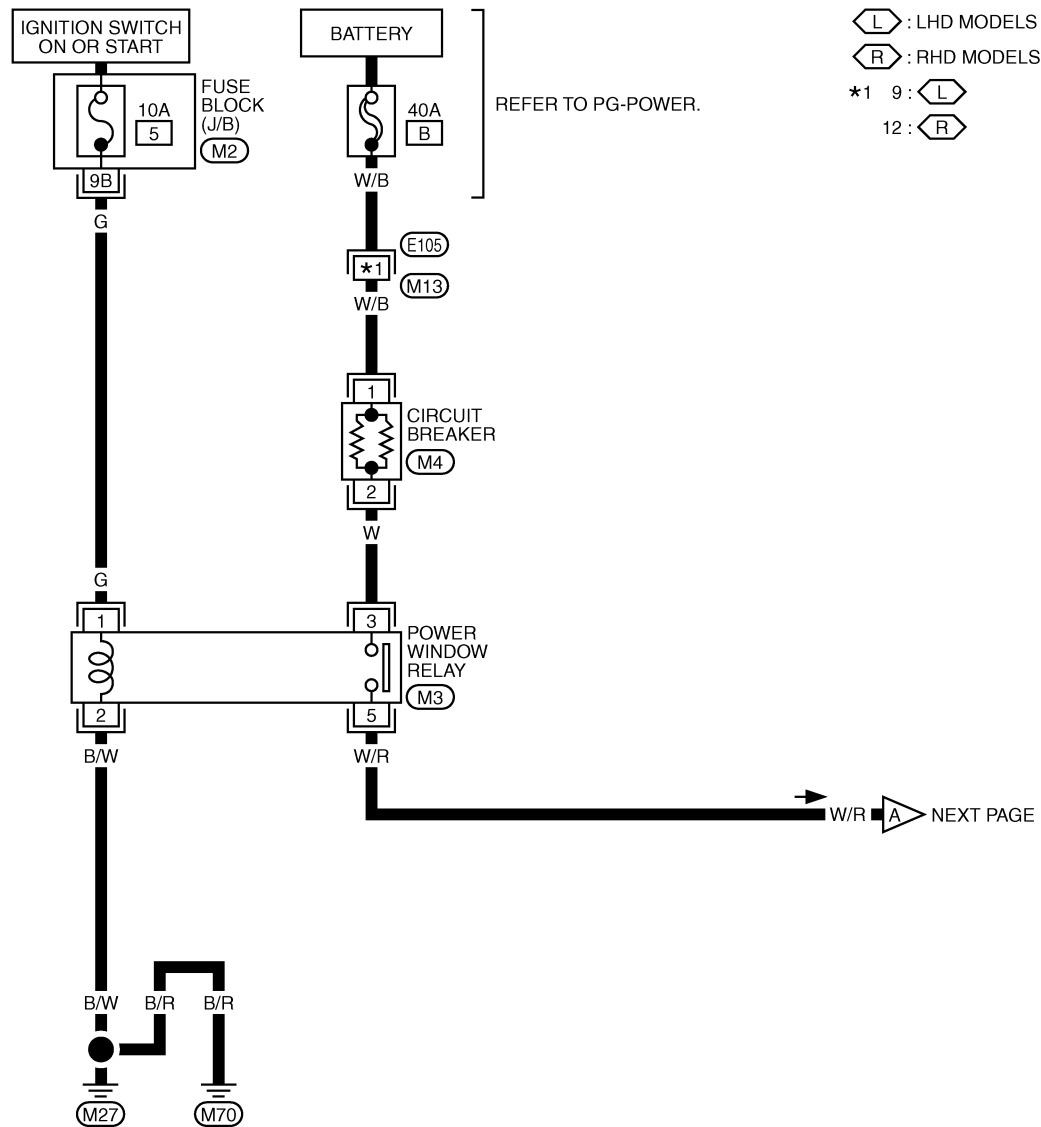 IGNITION SWITCH
ON OR START
BATTERY
L : LHD MODELS
R : RHD MODELS
*1 9 : L
12 : R
FUSE
BLOCK
(J/B)
M2
10A
5
40A
B
REFER TO PG-POWER.
9B
W/B
G
E105
*1
M13
W/B
1
CIRCUIT
BREAKER
M4
2
W
G
1
3
POWER
WINDOW
RELAY
M3
2
5
B/W
W/R
W/R
A
NEXT PAGE
B/W
B/R
B/R
M27
M70